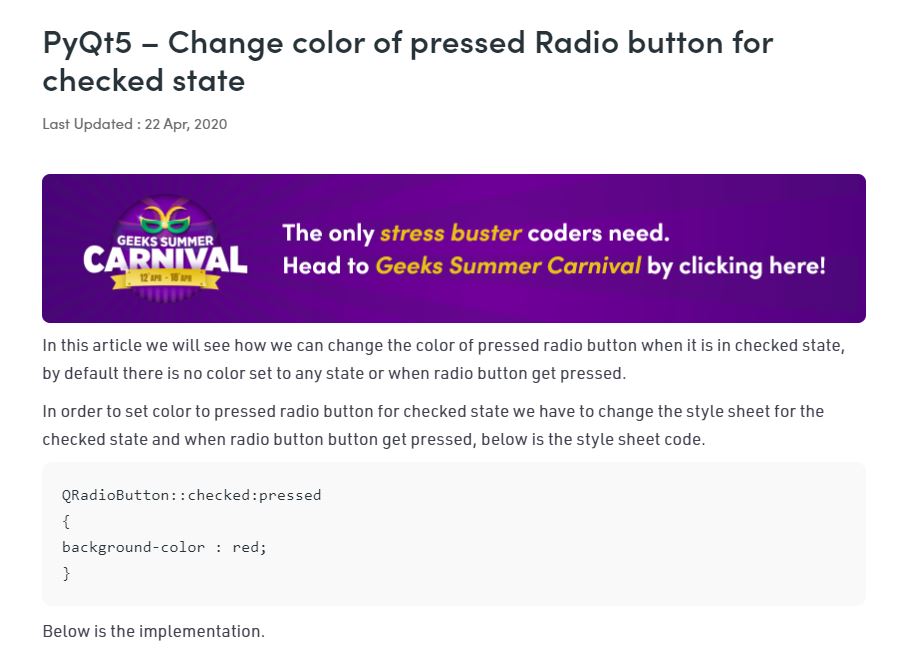 PyQt5 – Change color of pressed Radio button for
checked state
Last Updated : 22 Apr, 2020
GEEKS SUMMER
CARNIVAL
12 APR - 18 APR
The only stress buster coders need.
Head to Geeks Summer Carnival by clicking here!
In this article we will see how we can change the color of pressed radio button when it is in checked state,
by default there is no color set to any state or when radio button get pressed.
In order to set color to pressed radio button for checked state we have to change the style sheet for the
checked state and when radio button button get pressed, below is the style sheet code.
QRadioButton::checked:pressed
{
background-color : red;
}
Below is the implementation.